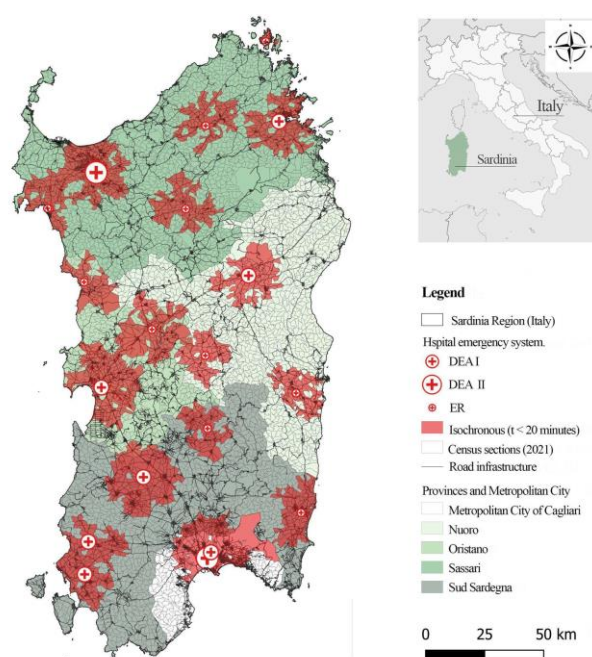 Italy
Sardinia
Legend
Sardinia Region (Italy)
Hspital emergency system.
DEA I
DEA II
ER
Isochronous (t < 20 minutes)
Census sections (2021)
Road infrastructure
Provinces and Metropolitan City
Metropolitan City of Cagliari
Nuoro
Oristano
Sassari
Sud Sardegna
0 25 50 km